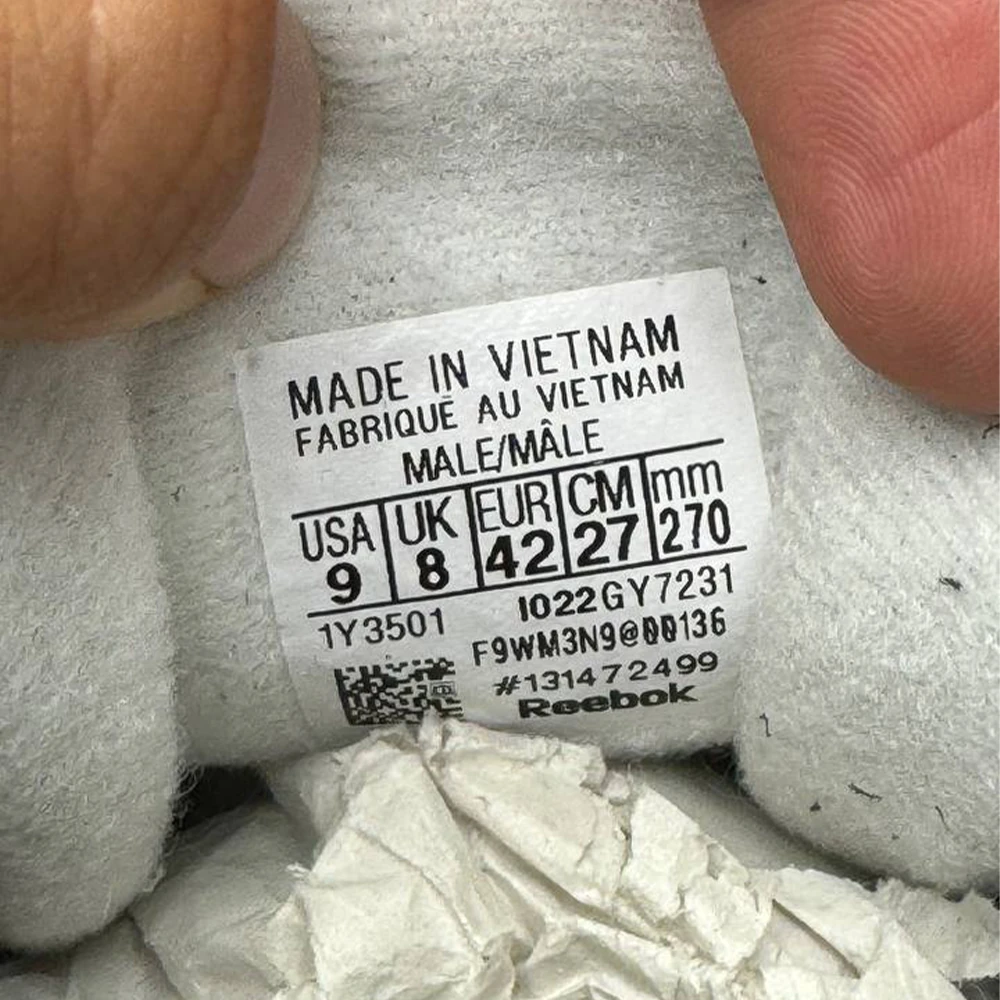 MADE IN VIETNAM
FABRIQUÉ AU VIETNAM
MALE/MÂLE
USA UK EUR CM mm
9 8 42 27 270
1O22GY7231
1Y3501
F9WM3N9@00136
#131472499
Reebok